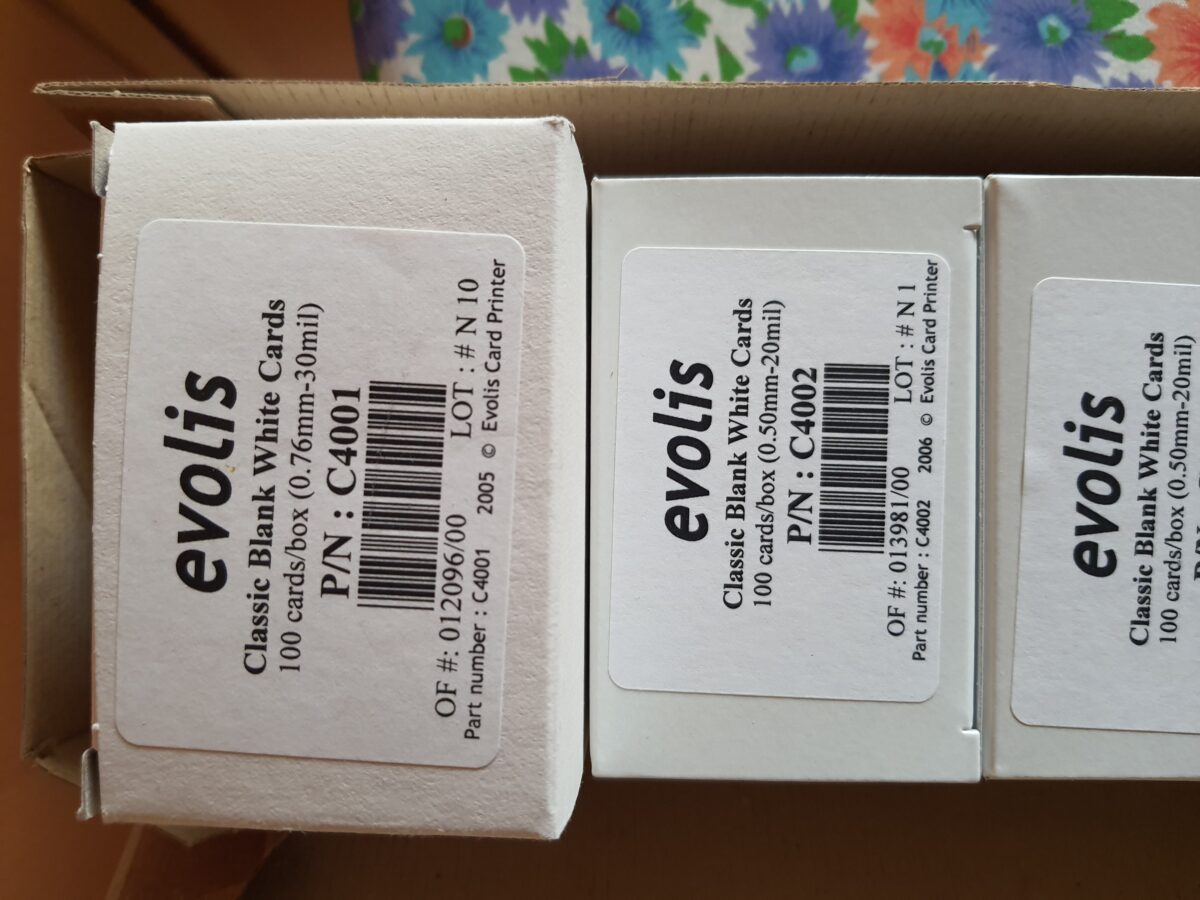 evolis
Classic Blank White Cards
100 cards/box (0.76mm-30mil)
P/N : C4001
OF #: 012096/00 LOT : # N 10
Part number : C4001 2005 © Evolis Card Printer
evolis
Classic Blank White Cards
100 cards/box (0.50mm-20mil)
P/N : C4002
OF #: 013981/00 LOT : # N 1
Part number : C4002 2006 © Evolis Card Printer
evolis
Classic Blank White Cards
100 cards/box (0.50mm-20mil)